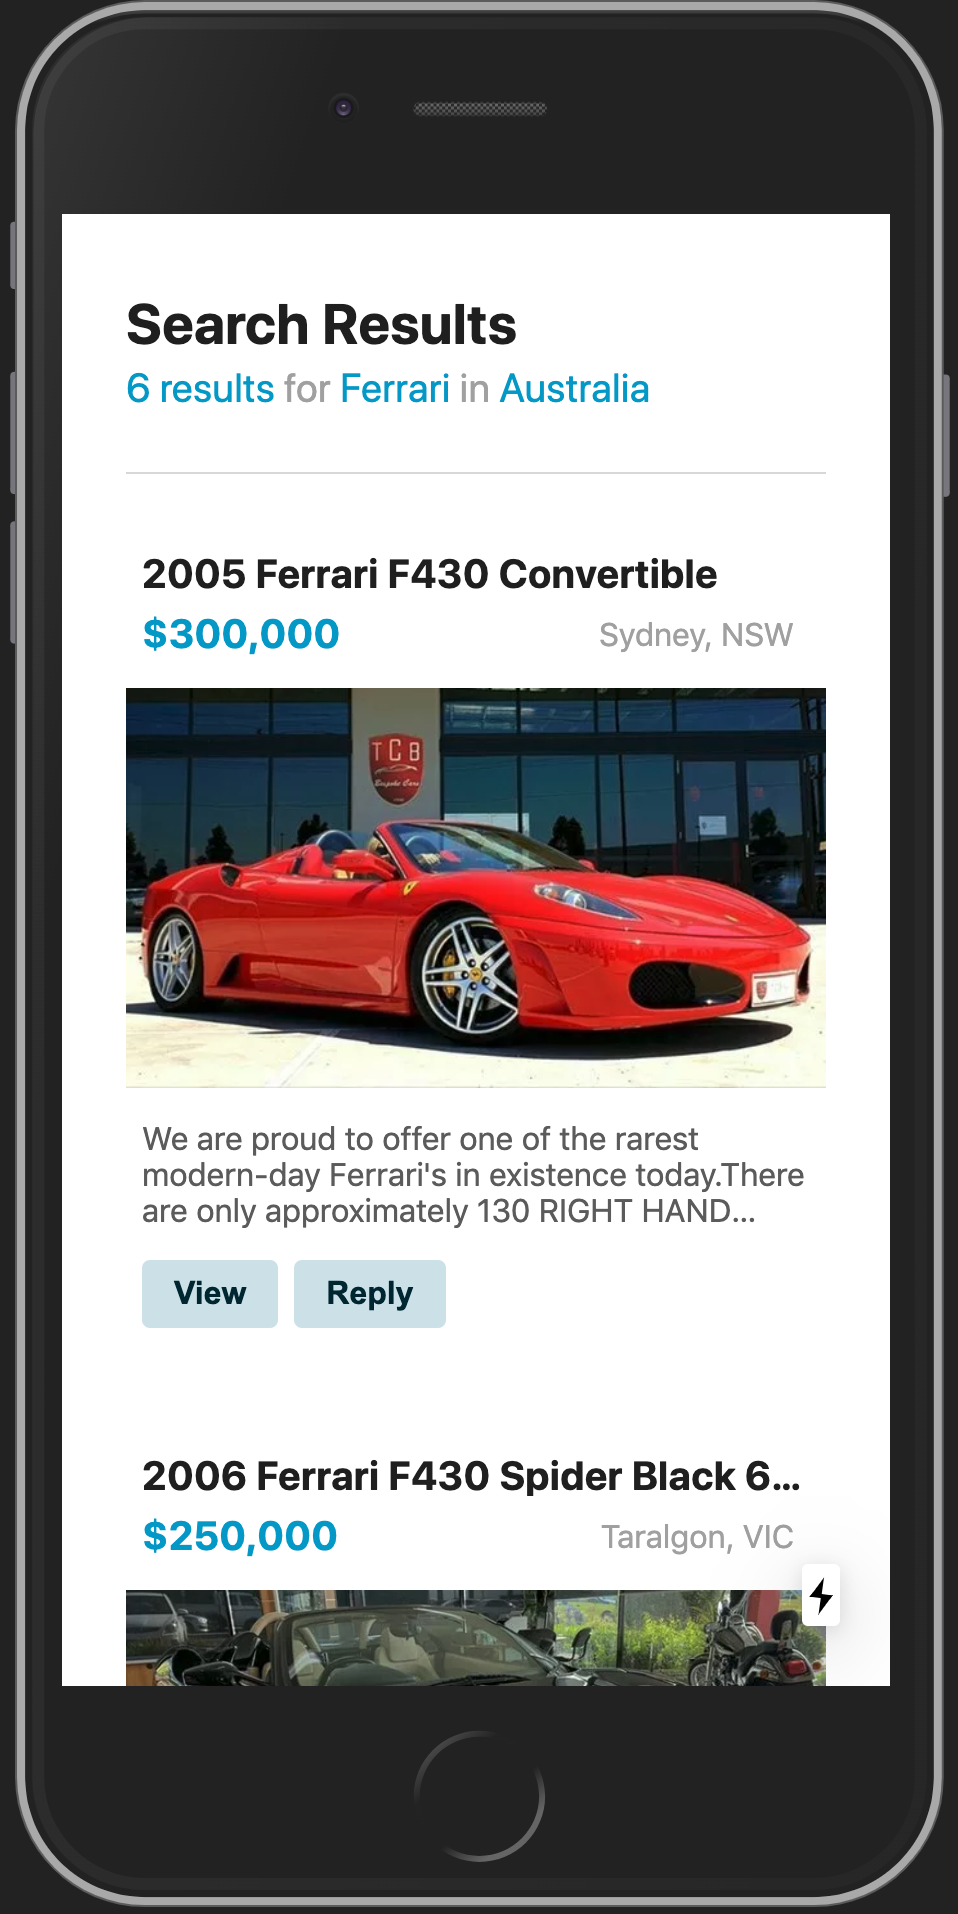 Search Results
6 results for Ferrari in Australia
2005 Ferrari F430 Convertible
$300,000
Sydney, NSW
TCB
Bespoke Cars
We are proud to offer one of the rarest
modern-day Ferrari's in existence today.There
are only approximately 130 RIGHT HAND...
View
Reply
2006 Ferrari F430 Spider Black 6...
$250,000
Taralgon, VIC